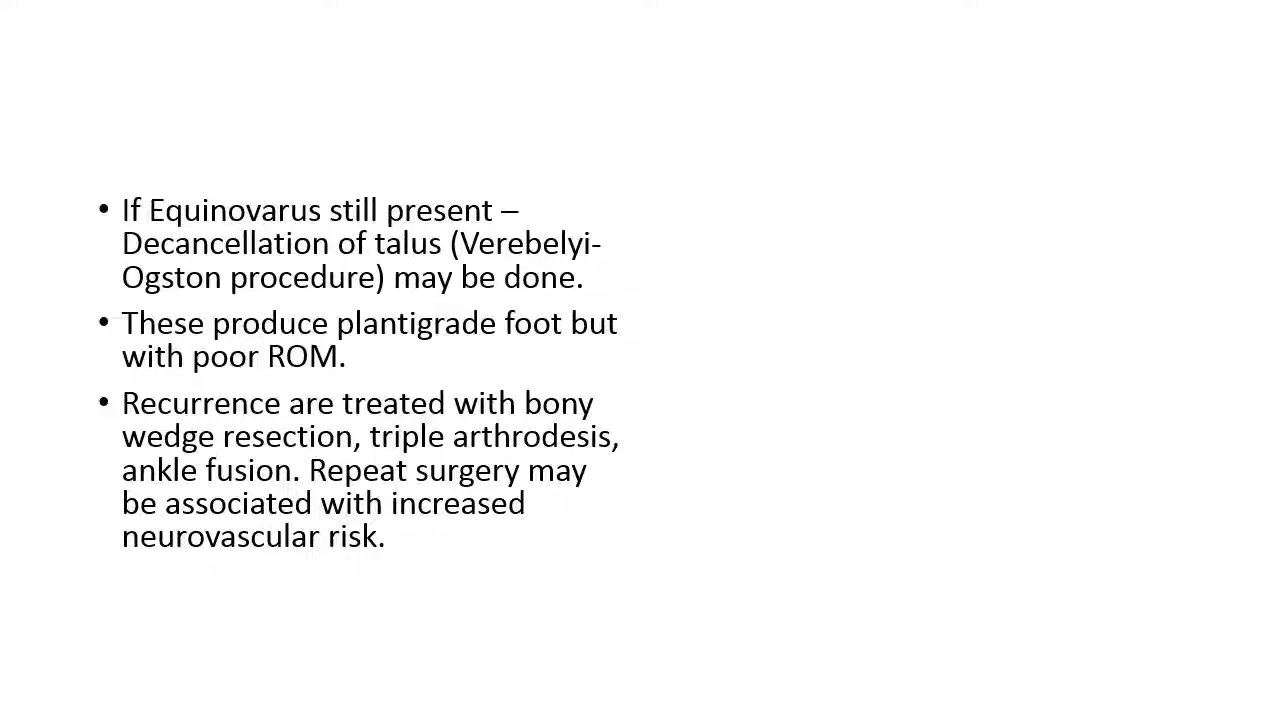 • If Equinovarus still present –
Decancellation of talus (Verebelyi-
Ogston procedure) may be done.
• These produce plantigrade foot but
with poor ROM.
• Recurrence are treated with bony
wedge resection, triple arthrodesis,
ankle fusion. Repeat surgery may
be associated with increased
neurovascular risk.